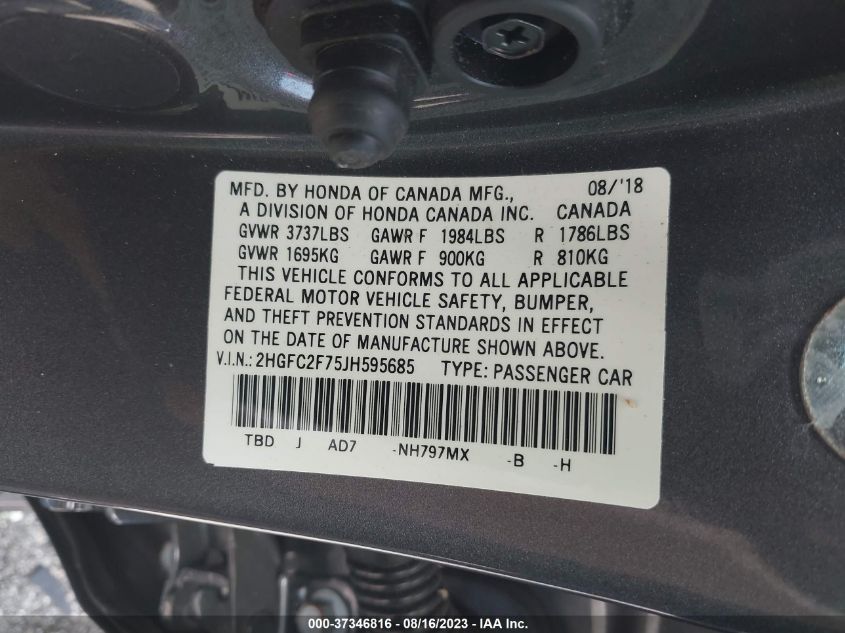 MFD. BY HONDA OF CANADA MFG., 08/'18
A DIVISION OF HONDA CANADA INC. CANADA
GVWR 3737LBS GAWR F 1984LBS R 1786LBS
GVWR 1695KG GAWR F 900KG R 810KG
THIS VEHICLE CONFORMS TO ALL APPLICABLE
FEDERAL MOTOR VEHICLE SAFETY, BUMPER,
AND THEFT PREVENTION STANDARDS IN EFFECT
ON THE DATE OF MANUFACTURE SHOWN ABOVE.
V.I.N.: 2HGFC2F75JH595685 TYPE: PASSENGER CAR
TBD J AD7 -NH797MX -B -H
000-37346816 - 08/16/2023 - IAA Inc.